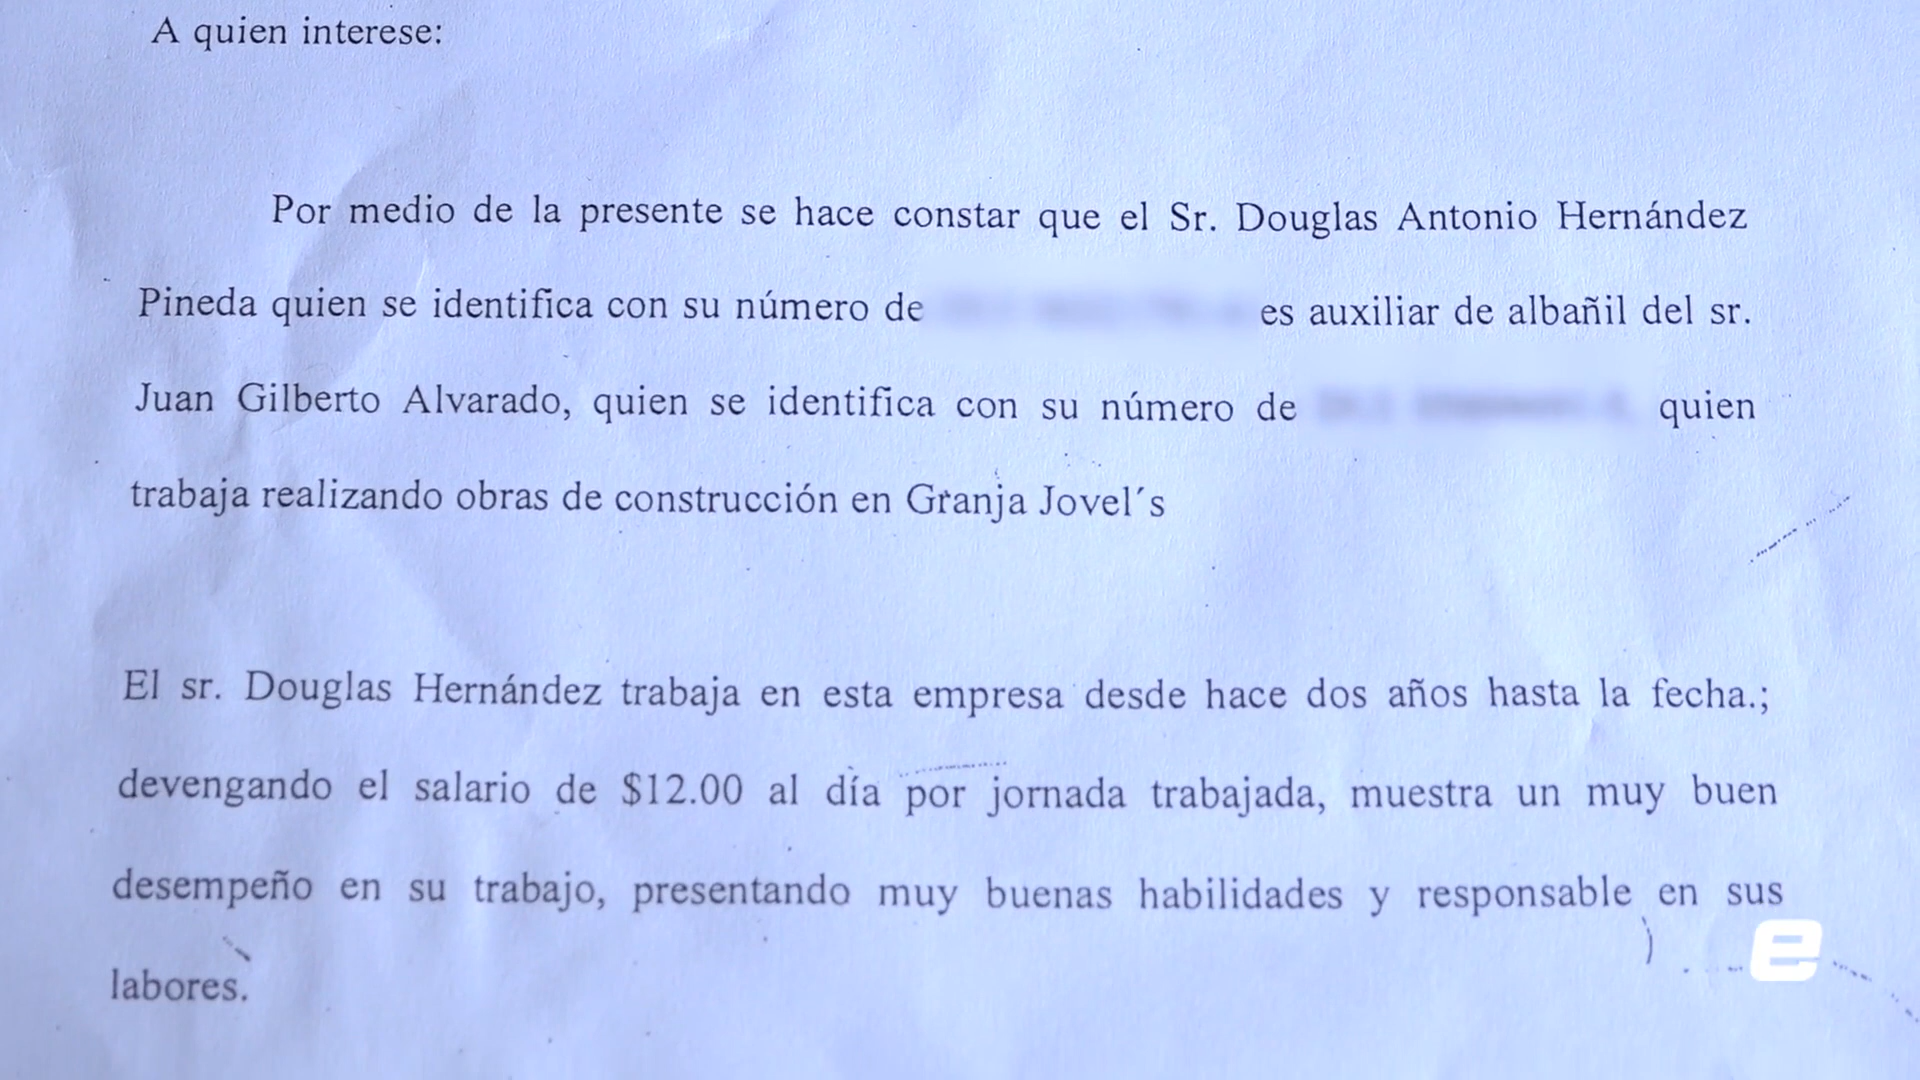 A quien interese:
Por medio de la presente se hace constar que el Sr. Douglas Antonio Hernández
Pineda quien se identifica con su número de es auxiliar de albañil del sr.
Juan Gilberto Alvarado, quien se identifica con su número de quien
trabaja realizando obras de construcción en Granja Jovel´s
El sr. Douglas Hernández trabaja en esta empresa desde hace dos años hasta la fecha.;
devengando el salario de $12.00 al día por jornada trabajada, muestra un muy buen
desempeño en su trabajo, presentando muy buenas habilidades y responsable en sus
labores.
e